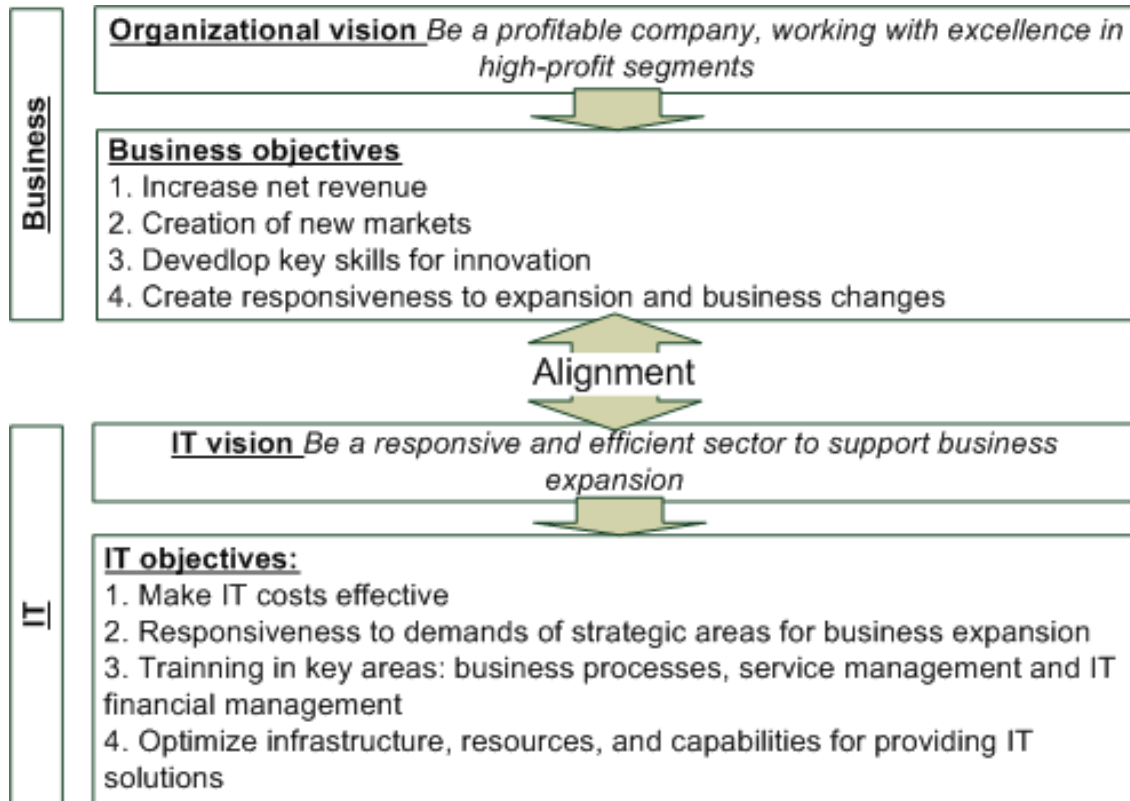 Business
Organizational vision Be a profitable company, working with excellence in
high-profit segments
Business objectives
1. Increase net revenue
2. Creation of new markets
3. Devedlop key skills for innovation
4. Create responsiveness to expansion and business changes
Alignment
IT
IT vision Be a responsive and efficient sector to support business
expansion
IT objectives:
1. Make IT costs effective
2. Responsiveness to demands of strategic areas for business expansion
3. Trainning in key areas: business processes, service management and IT
financial management
4. Optimize infrastructure, resources, and capabilities for providing IT
solutions